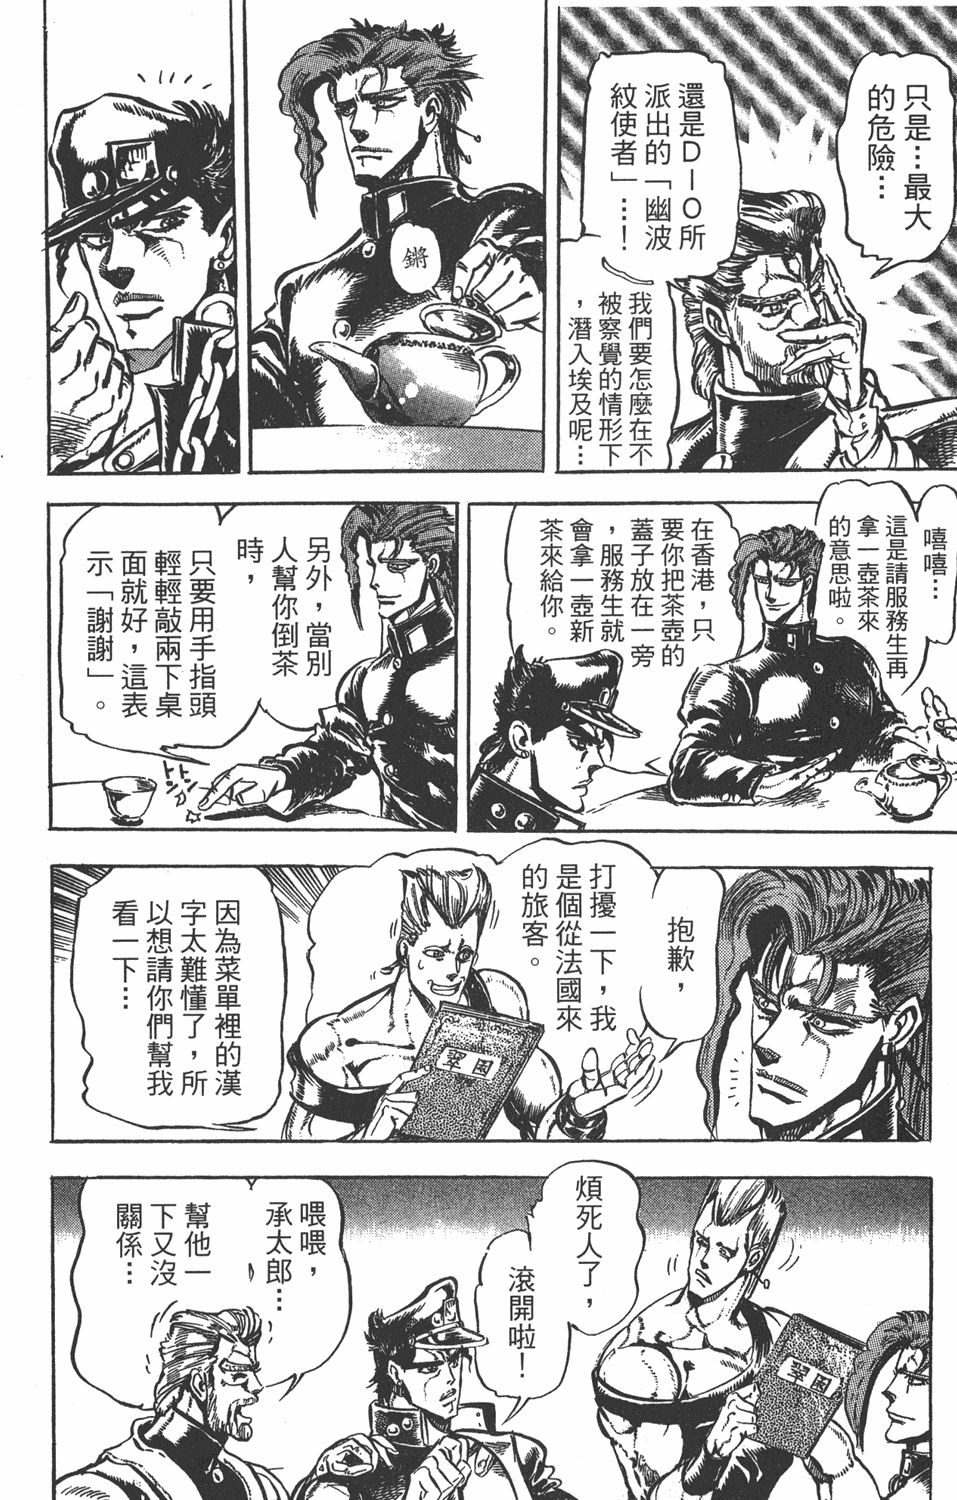 只是…最大
的危險…
還是DIO所
派出的「幽波
紋使者」…!
我們要怎麼在不
被察覺的情形下
，潛入埃及呢…
鏘
嘻嘻…
這是請服務生再
拿一壺茶來
的意思啦。
在香港，只
要你把茶壺的
蓋子放在一旁
，服務生就
會拿一壺新
茶來給你。
另外，當別
人幫你倒茶
時，
只要用手指頭
輕輕敲兩下桌
面就好，這表
示「謝謝」。
トン
トン
抱歉，
打擾一下，我
是個從法國來
的旅客。
因為菜單裡的漢
字太難懂了，所
以想請你們幫我
看一下…
煩死人了，
滾開啦！
喂喂，
承太郎…
幫他一
下又沒
關係…